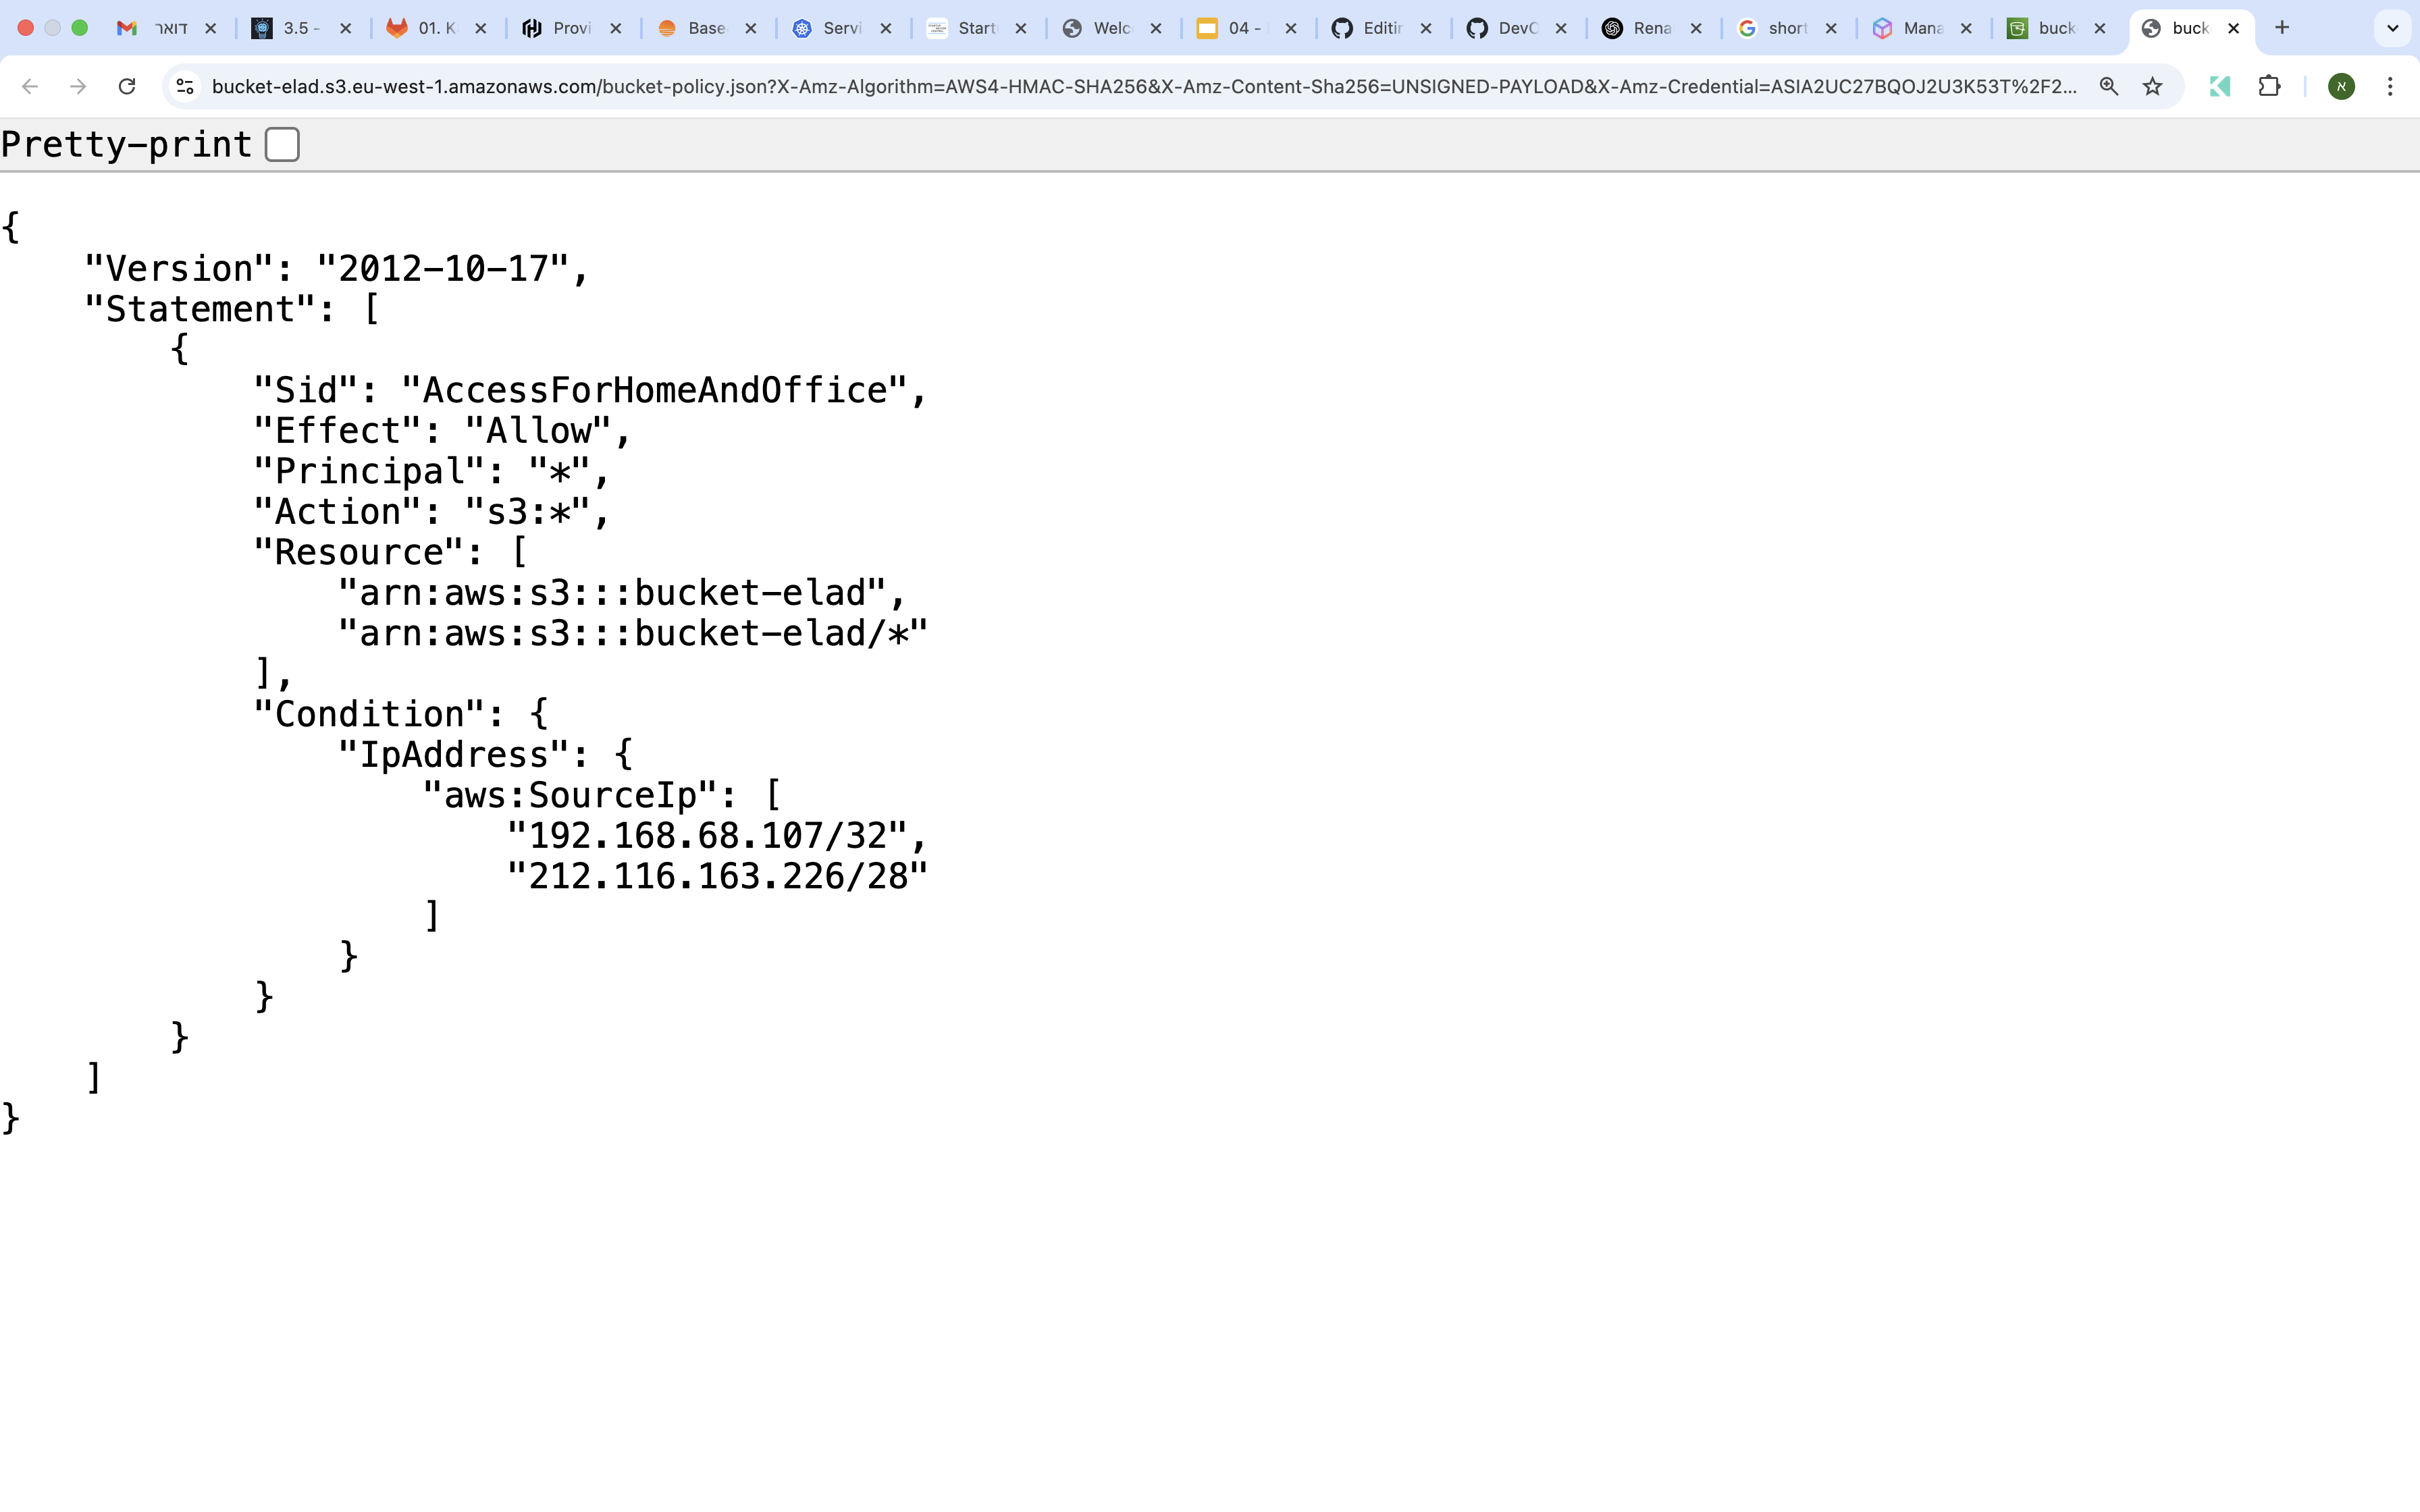 דואר
3.5 -
01. K
Provi
Base
Servi
Start
Welc
04 -
Editin
DevO
Rena
short
Mana
buck
buck
bucket-elad.s3.eu-west-1.amazonaws.com/bucket-policy.json?X-Amz-Algorithm=AWS4-HMAC-SHA256&X-Amz-Content-Sha256=UNSIGNED-PAYLOAD&X-Amz-Credential=ASIA2UC27BQOJ2U3K53T%2F2...
א
Pretty-print
{
    "Version": "2012-10-17",
    "Statement": [
        {
            "Sid": "AccessForHomeAndOffice",
            "Effect": "Allow",
            "Principal": "*",
            "Action": "s3:*",
            "Resource": [
                "arn:aws:s3:::bucket-elad",
                "arn:aws:s3:::bucket-elad/*"
            ],
            "Condition": {
                "IpAddress": {
                    "aws:SourceIp": [
                        "192.168.68.107/32",
                        "212.116.163.226/28"
                    ]
                }
            }
        }
    ]
}